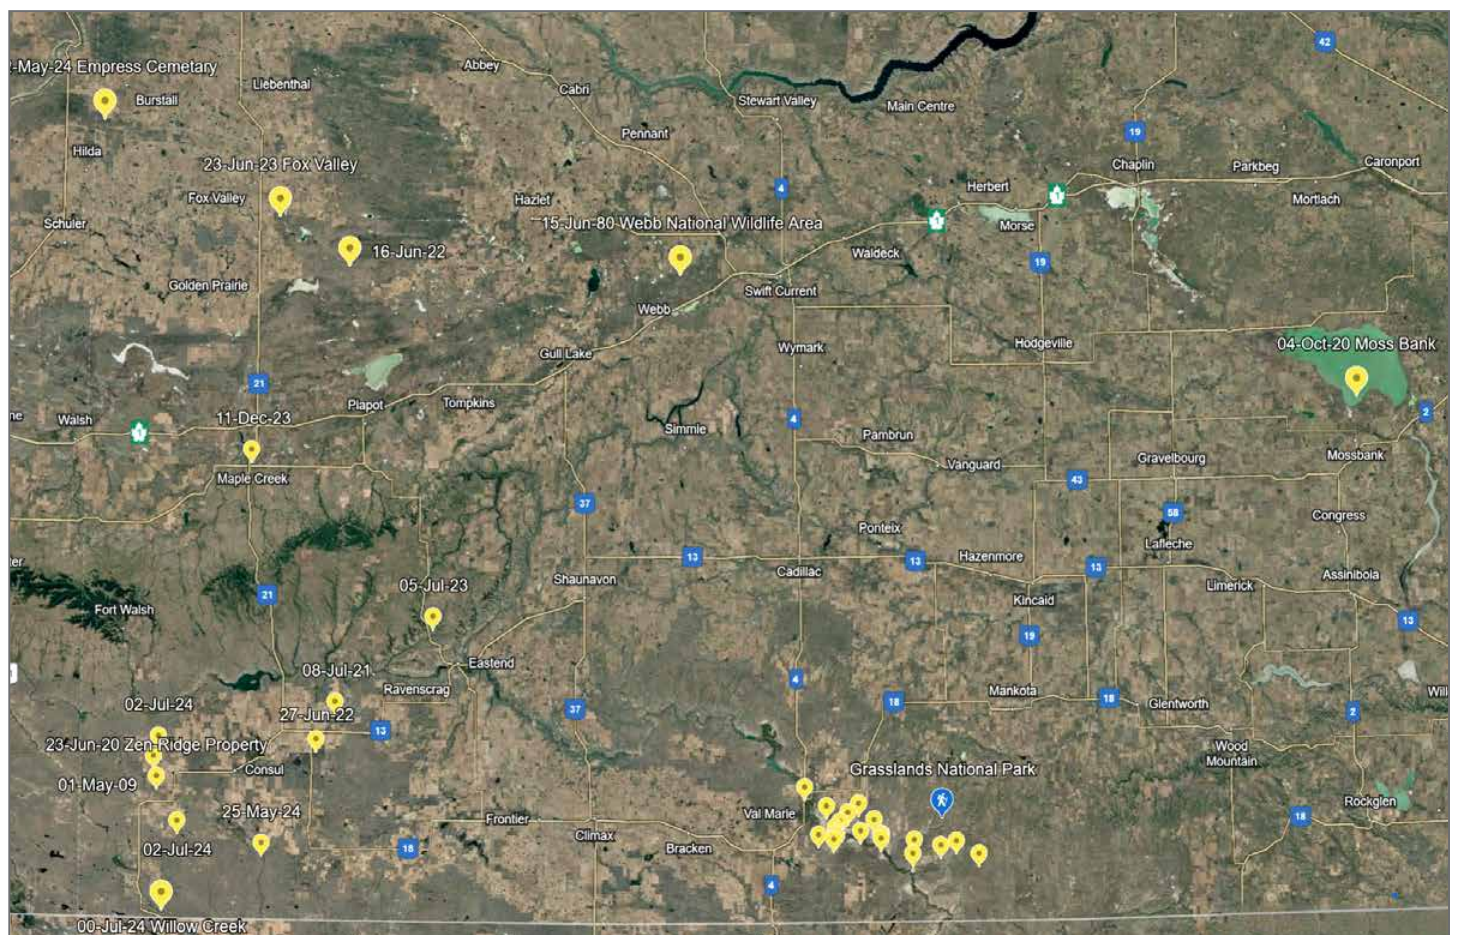 42
Abbey
2-May-24 Empress Cemetary
Liebenthal
Cabri
Burstall
Stewart Valley
Main Centre
Pennant
19
Hilda
23-Jun-23 Fox Valley
Chaplin
Parkbeg
Caronport
4
Herbert
1
Fox Valley
Hazlet
Mortlach
Schuler
15-Jun-80 Webb National Wildlife Area
1
Morse
16-Jun-22
Waldeck
19
Golden Prairie
Swift Current
Webb
Wymark
Hodgeville
04-Oct-20 Moss Bank
Gull Lake
21
Piapot
Tompkins
2
Walsh
11-Dec-23
4
1
Simmie
Pambrun
Mossbank
Gravelbourg
Vanguard
Maple Creek
43
37
58
Congress
Ponteix
Lafleche
13
13
Hazenmore
13
Cadillac
Shaunavon
05-Jul-23
Assiniboia
Limerick
21
Kincaid
Fort Walsh
13
19
Eastend
08-Jul-21
4
Ravenscrag
Mankota
18
18
Glentworth
02-Jul-24
37
2
27-Jun-22
13
23-Jun-20 Zen-Ridge Property
Wood
Mountain
Consul
Grasslands National Park
01-May-09
Rockglen
25-May-24
Val Marie
18
Frontier
Climax
02-Jul-24
18
Bracken
4
00-Jul-24 Willow Creek